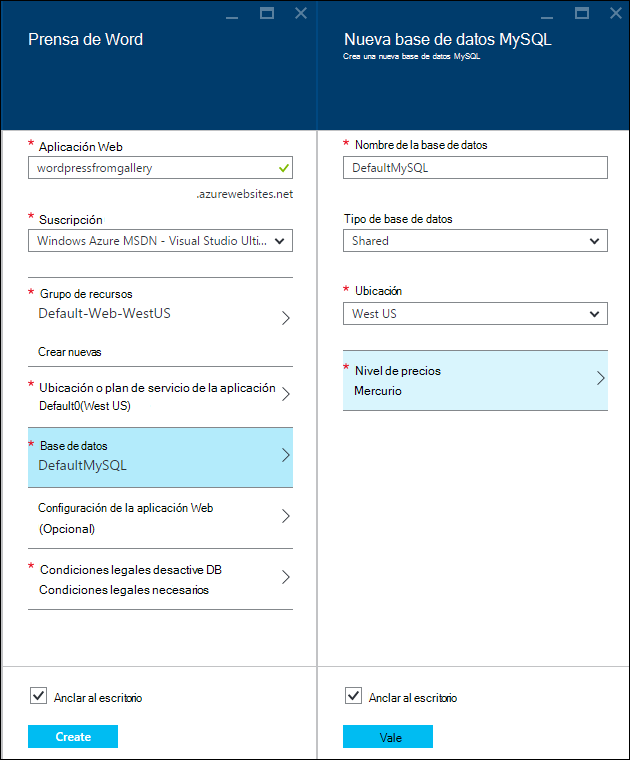 Prensa de Word
* Aplicación Web
wordpressfromgallery
.azurewebsites.net
* Suscripción
Windows Azure MSDN - Visual Studio Ulti...
* Grupo de recursos
Default-Web-WestUS
Crear nuevas
* Ubicación o plan de servicio de la aplicación
Default0(West US)
* Base de datos
DefaultMySQL
Configuración de la aplicación Web
(Opcional)
* Condiciones legales desactive DB
Condiciones legales necesarios
Anclar al escritorio
Create
Nueva base de datos MySQL
Crea una nueva base de datos MySQL
* Nombre de la base de datos
DefaultMySQL
Tipo de base de datos
Shared
* Ubicación
West US
* Nivel de precios
Mercurio
Anclar al escritorio
Vale